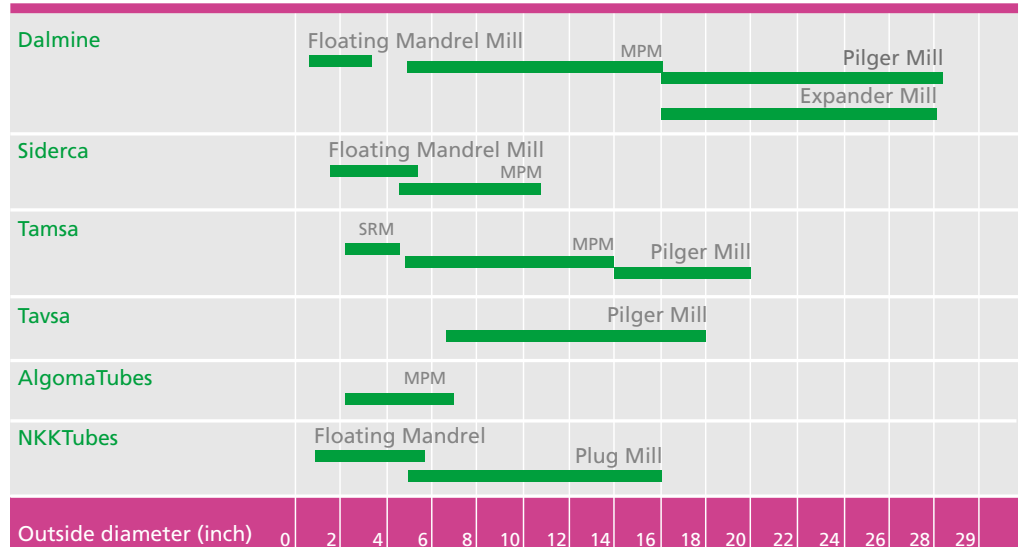 Dalmine
Floating Mandrel Mill
MPM
Pilger Mill
Expander Mill
Siderca
Floating Mandrel Mill
MPM
Tamsa
SRM
MPM
Pilger Mill
Tavsa
Pilger Mill
AlgomaTubes
MPM
NKKTubes
Floating Mandrel
Plug Mill
Outside diameter (inch) 0 2 4 6 8 10 12 14 16 18 20 22 24 26 28 29